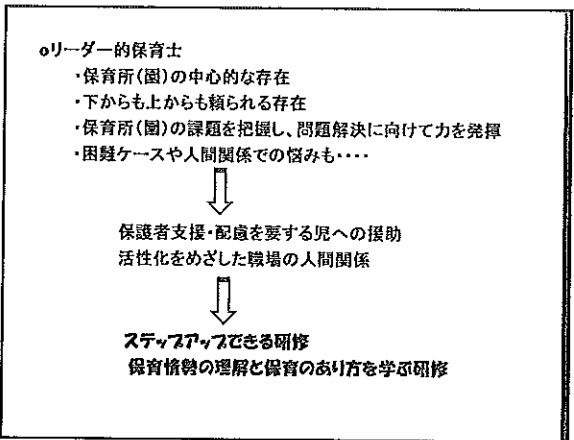 oリーダー的保育士
・保育所(園)の中心的な存在
・下からも上からも頼られる存在
・保育所(園)の課題を把握し、問題解決に向けて力を発揮
・困難ケースや人間関係での悩みも・・・・
保護者支援・配慮を要する児への援助
活性化をめざした職場の人間関係
ステップアップできる研修
保育情勢の理解と保育のあり方を学ぶ研修